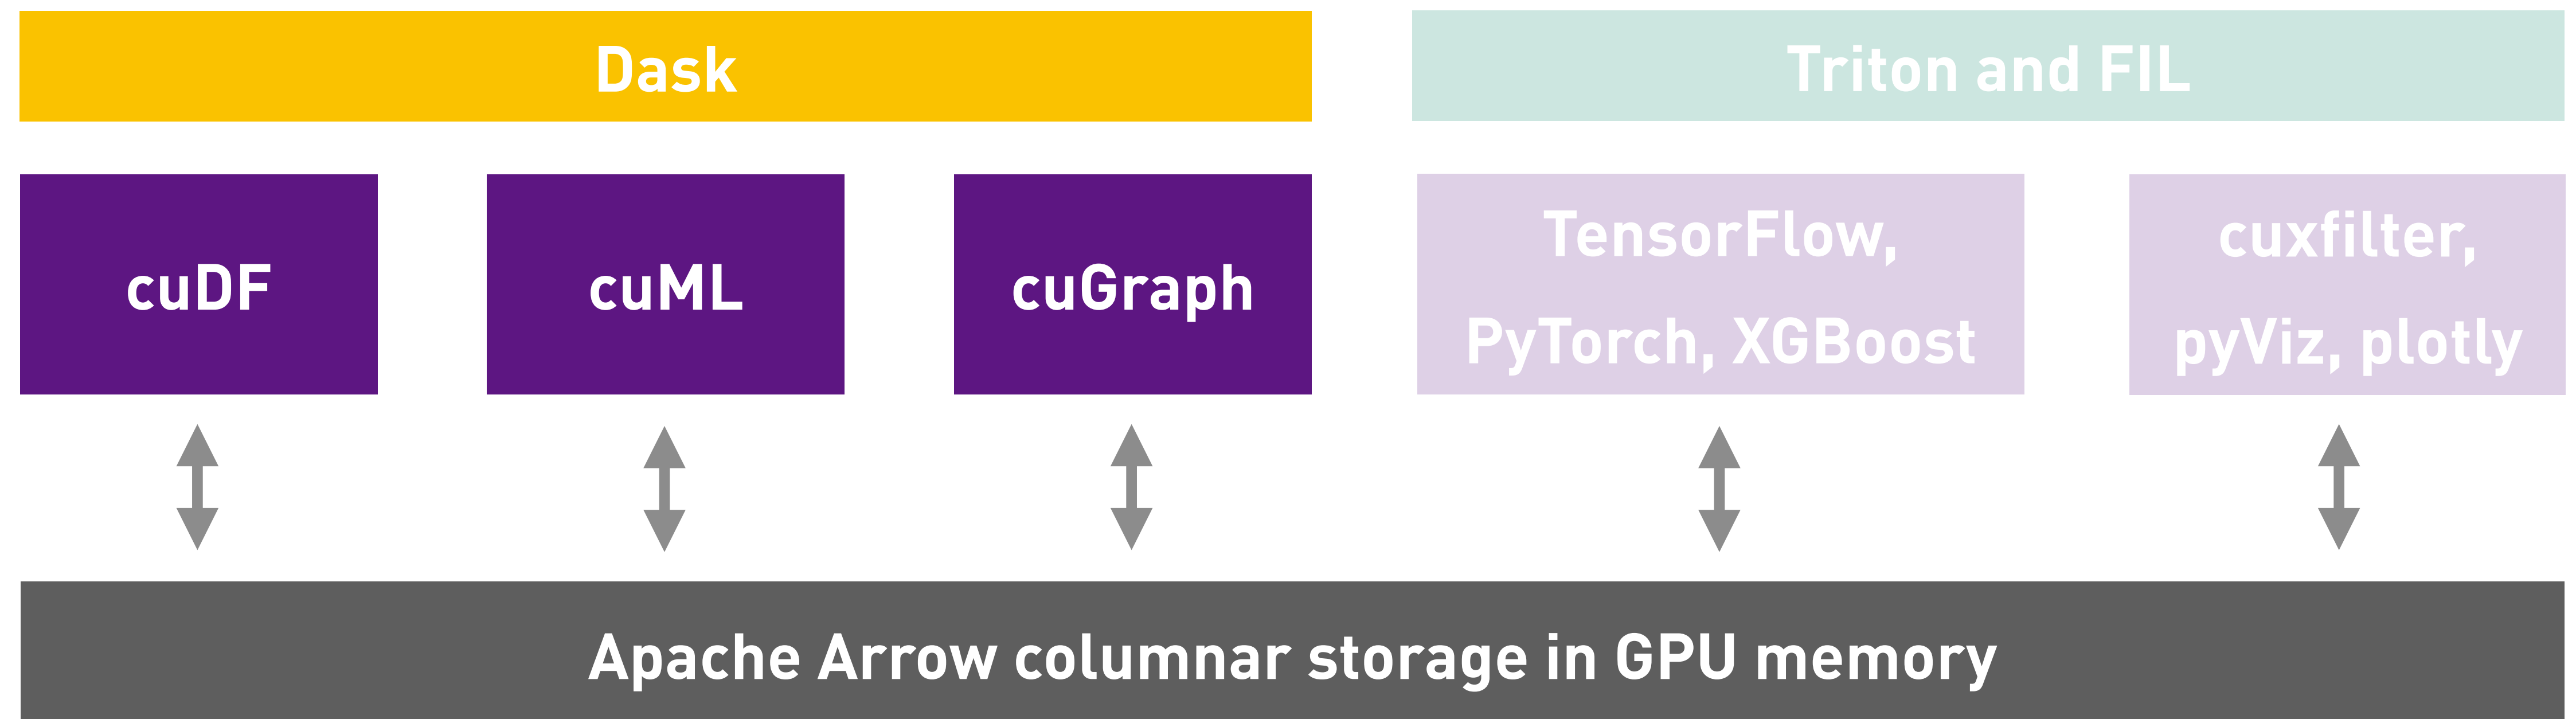 Dask
Triton and FIL
cuDF
cuML
cuGraph
TensorFlow,
PyTorch, XGBoost
cuxfilter,
pyViz, plotly
Apache Arrow columnar storage in GPU memory